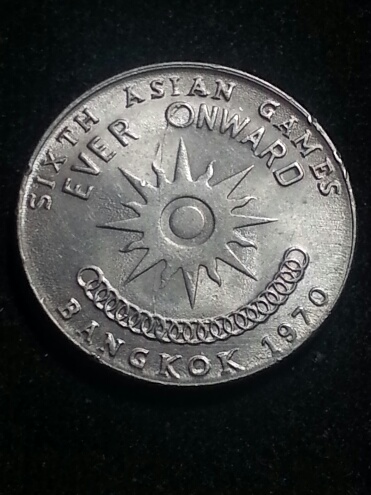 SIXTH ASIAN GAMES
EVER ONWARD
BANGKOK 1970